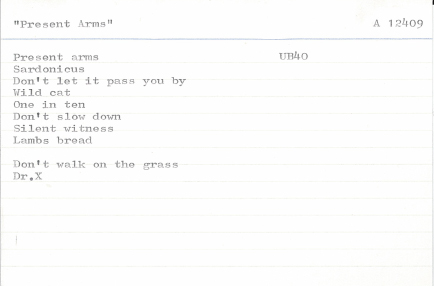 "Present Arms" A 12409
Present arms UB40
Sardonicus
Don't let it pass you by
Wild cat
One in ten
Don't slow down
Silent witness
Lambs bread
Don't walk on the grass
Dr.X